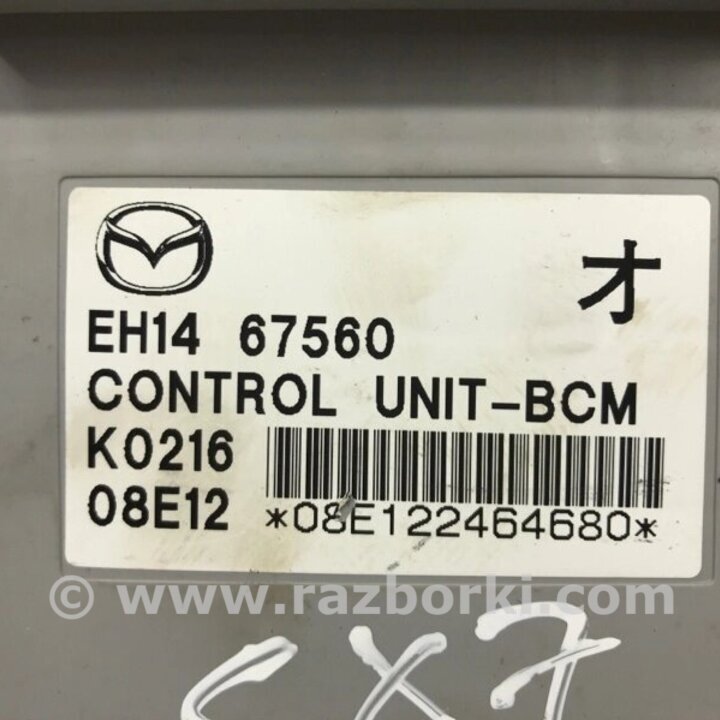 オ
EH14 67560
CONTROL UNIT-BCM
K0216
08E12 *08E122464680*
© www.razborki.com
CX7